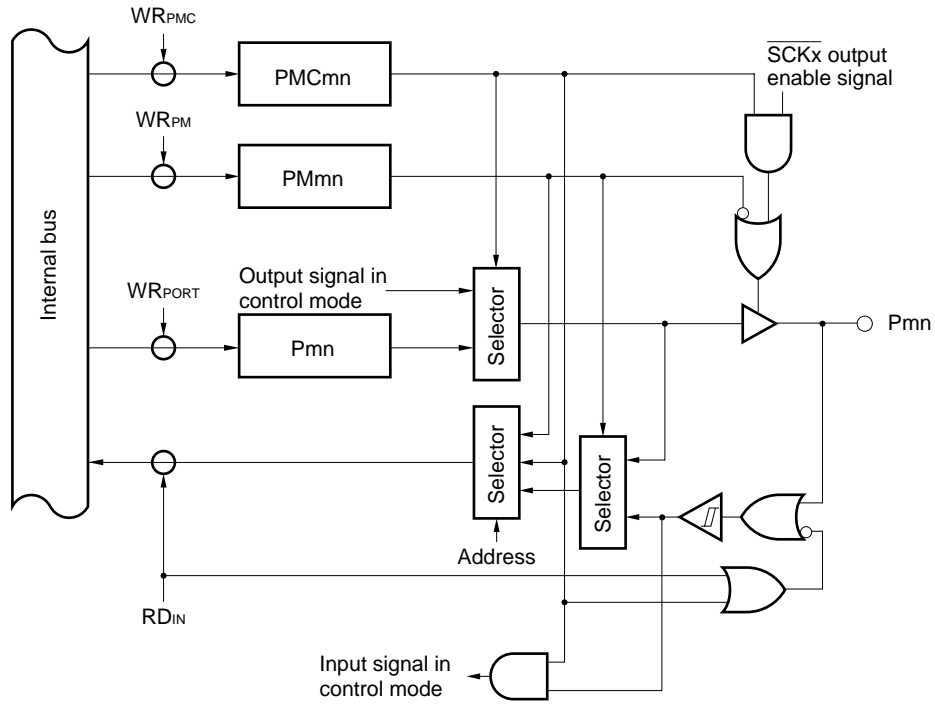 WRPMC
SCKx output
enable signal
PMCmn
WRPM
PMmn
Internal bus
Output signal in
control mode
WRPORT
Selector
Pmn
Pmn
Selector
Selector
Address
RDIN
Input signal in
control mode